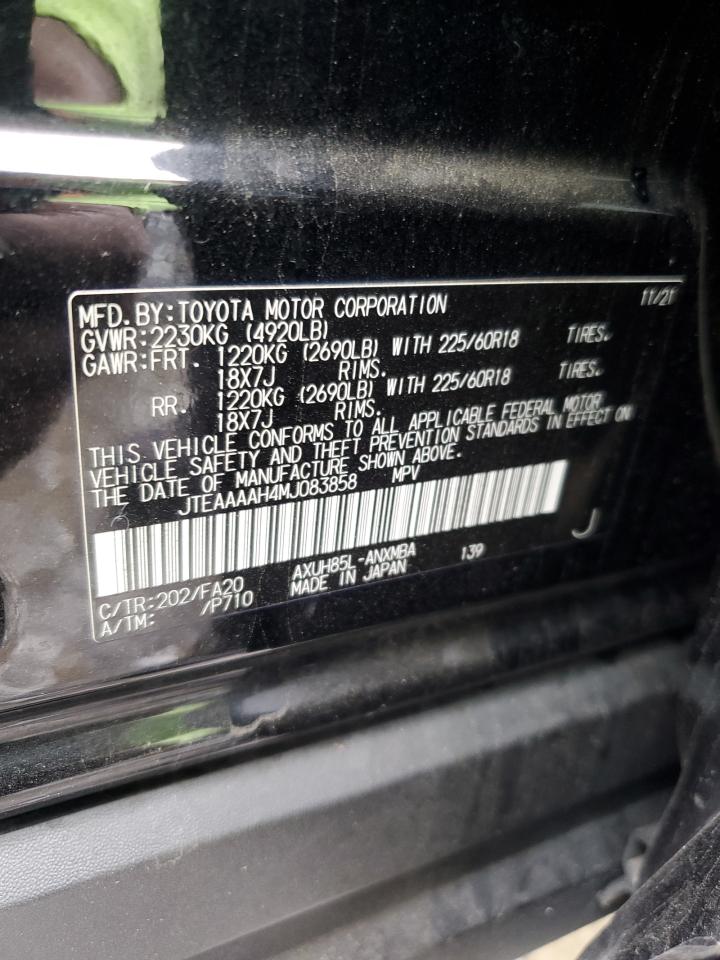 MFD.BY:TOYOTA MOTOR CORPORATION 11/21
GVWR:2230KG (4920LB)
GAWR:FRT. 1220KG (2690LB) WITH 225/60R18 TIRES.
18X7J RIMS.
RR. 1220KG (2690LB) WITH 225/60R18 TIRES.
18X7J RIMS.
THIS VEHICLE CONFORMS TO ALL APPLICABLE FEDERAL MOTOR
VEHICLE SAFETY AND THEFT PREVENTION STANDARDS IN EFFECT ON
THE DATE OF MANUFACTURE SHOWN ABOVE.
JTEAAAAH4MJ083858 MPV
J
C/TR:202/FA20 AXUH85L-ANXMBA 139
A/TM: /P710 MADE IN JAPAN